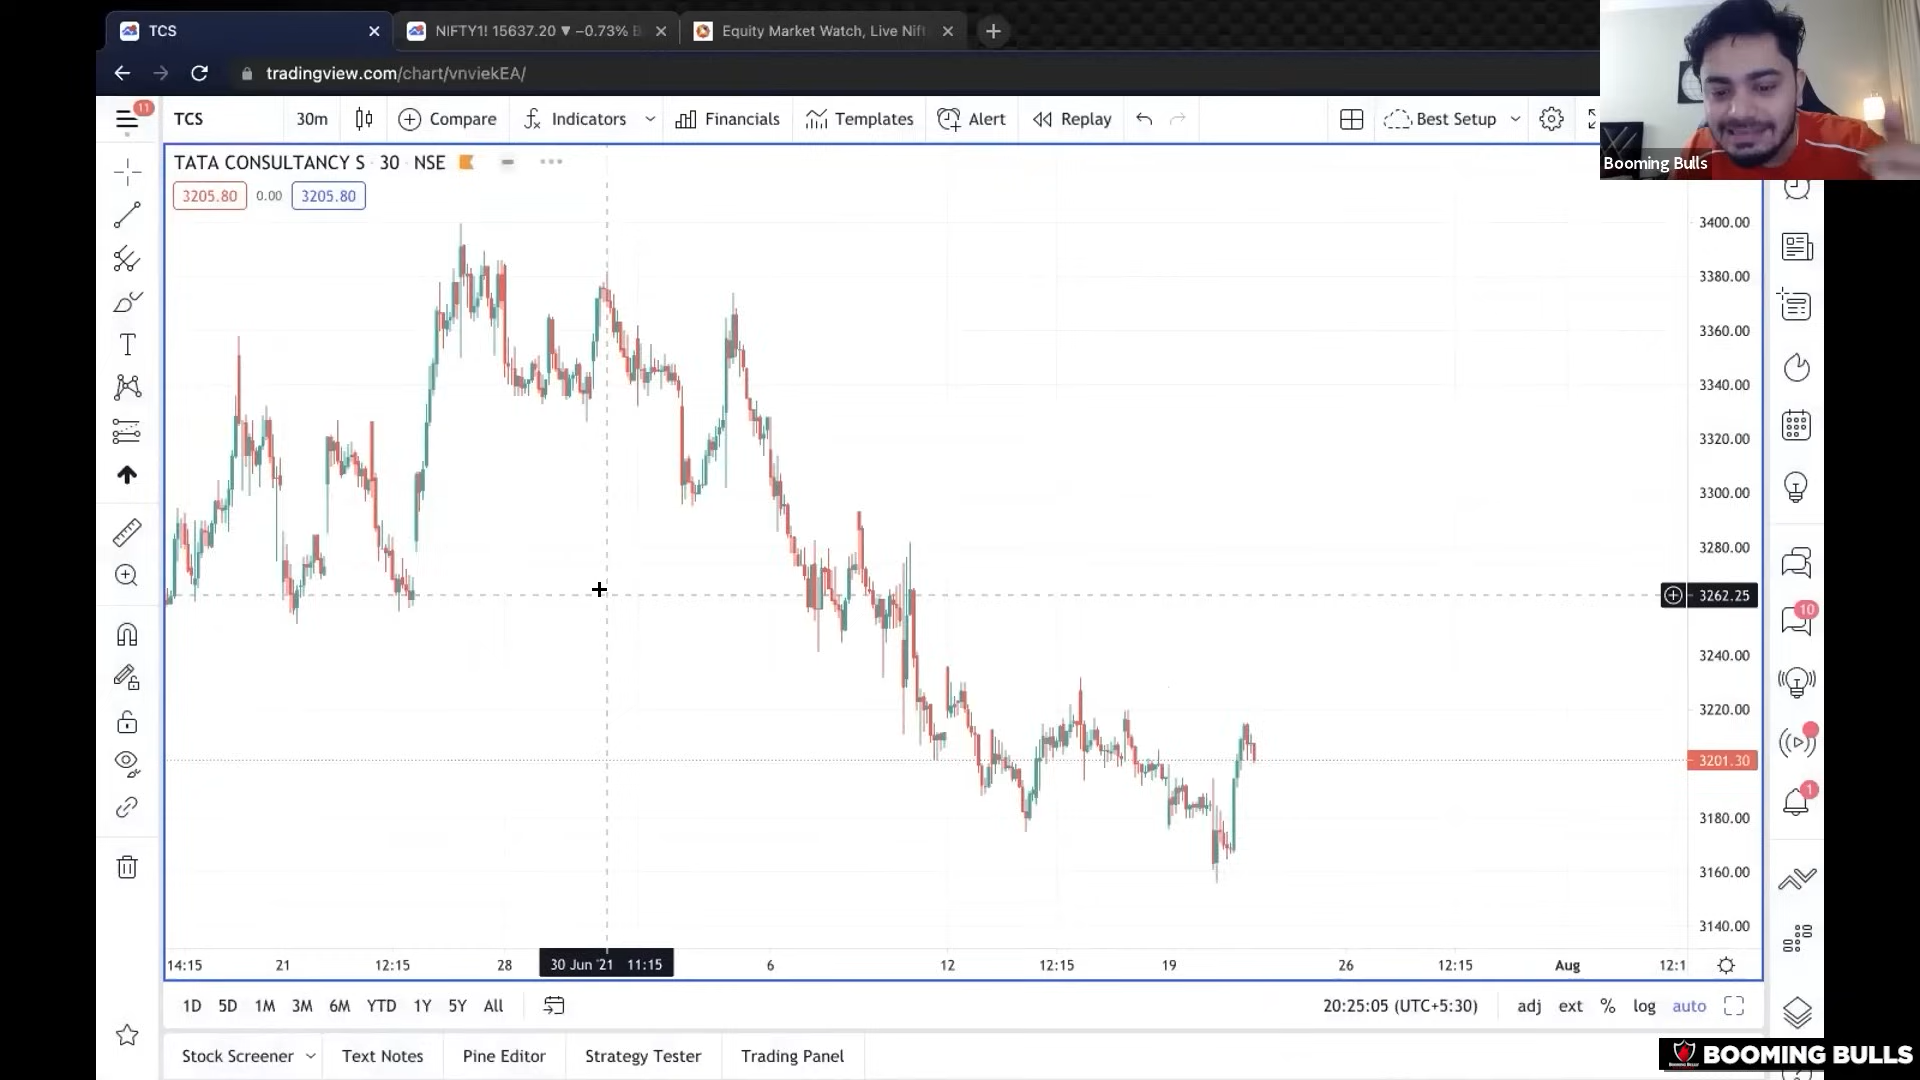 TCS
NIFTY1! 15637.20 ▼ −0.73%
Equity Market Watch, Live Nift
tradingview.com/chart/vnviekEA/
11
TCS 30m Compare Indicators Financials Templates Alert Replay Best Setup
Booming Bulls
TATA CONSULTANCY S · 30 NSE
3205.80 0.00 3205.80
3400.00
3380.00
3360.00
3340.00
3320.00
3300.00
3280.00
3262.25
10
3240.00
3220.00
3201.30
1
3180.00
3160.00
3140.00
14:15 21 12:15 28 30 Jun '21 11:15 6 12 12:15 19 26 12:15 Aug 12:1
1D 5D 1M 3M 6M YTD 1Y 5Y All 20:25:05 (UTC+5:30) adj ext % log auto
Stock Screener Text Notes Pine Editor Strategy Tester Trading Panel
BOOMING BULLS